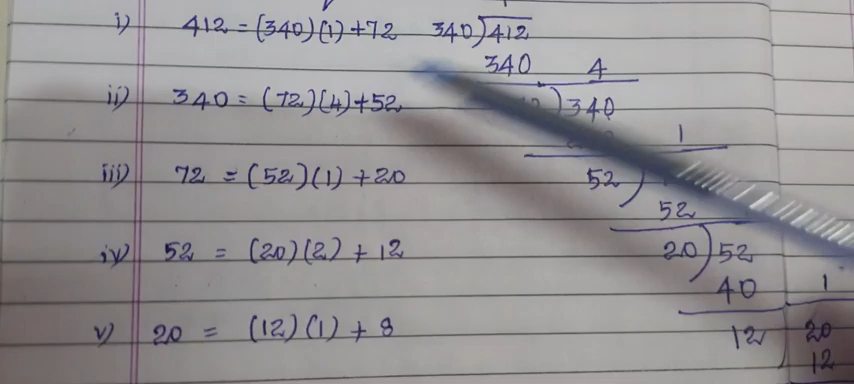 i) 412 = (340)(1)+72 340)412
340 4
ii) 340 = (72)(4)+52 )340
1
iii) 72 = (52)(1)+20 52)
52
iv) 52 = (20)(2)+12 20)52
40 1
v) 20 = (12)(1)+8 12 20
12